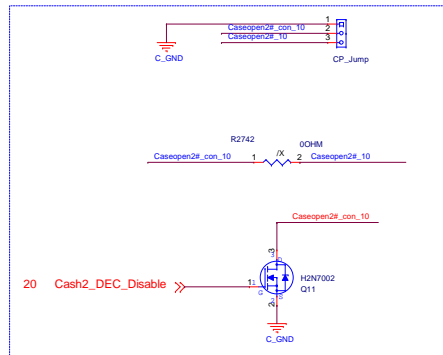 1
Caseopen2#_con_10 2
Caseopen2#_10 3
C_GND
CP_Jump
R2742 0OHM
/X
Caseopen2#_con_10 1 2 Caseopen2#_10
Caseopen2#_con_10
3
20 Cash2_DEC_Disable 1 1
G
H2N7002
Q11
2
C_GND